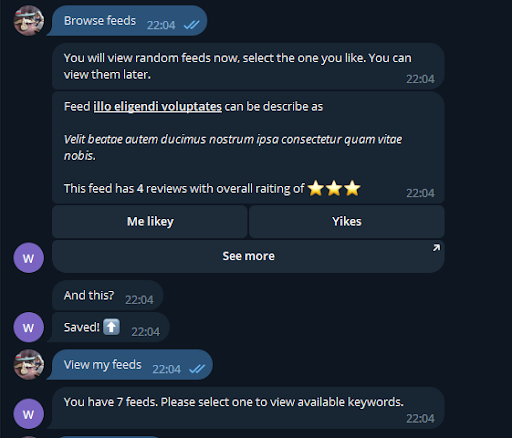 Browse feeds 22:04
You will view random feeds now, select the one you like. You can
view them later. 22:04
Feed illo eligendi voluptates can be describe as
Velit beatae autem ducimus nostrum ipsa consectetur quam vitae
nobis.
This feed has 4 reviews with overall raiting of ⭐⭐⭐ 22:04
Me likey Yikes
W See more
And this? 22:04
W Saved! ⬆️ 22:04
View my feeds 22:04
W You have 7 feeds. Please select one to view available keywords.
22:04